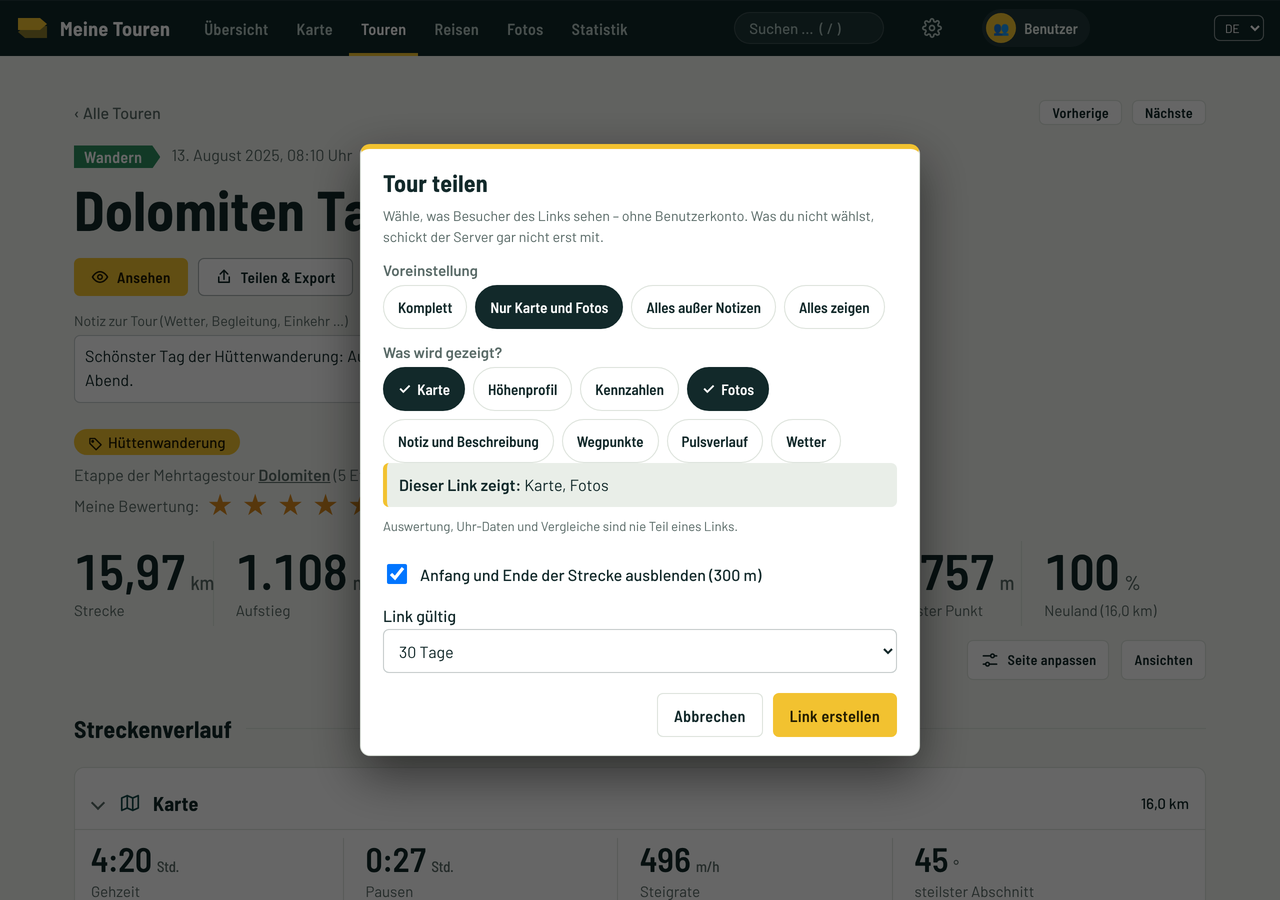 Meine Touren Übersicht Karte Touren Reisen Fotos Statistik Suchen … ( / ) Benutzer DE
‹ Alle Touren Vorherige Nächste
Wandern 13. August 2025, 08:10 Uhr
Dolomiten Ta
Ansehen Teilen & Export
Notiz zur Tour (Wetter, Begleitung, Einkehr …)
Schönster Tag der Hüttenwanderung: Au
Abend.
Hüttenwanderung
Etappe der Mehrtagestour Dolomiten (5 E
Meine Bewertung: ★ ★ ★ ★
15,97 km 1.108 757 m 100 %
Strecke Aufstieg ster Punkt Neuland (16,0 km)
Seite anpassen Ansichten
Streckenverlauf
Karte 16,0 km
4:20 Std. 0:27 Std. 496 m/h 45 °
Gehzeit Pausen Steigrate steilster Abschnitt
Tour teilen
Wähle, was Besucher des Links sehen – ohne Benutzerkonto. Was du nicht wählst,
schickt der Server gar nicht erst mit.
Voreinstellung
Komplett Nur Karte und Fotos Alles außer Notizen Alles zeigen
Was wird gezeigt?
✓ Karte Höhenprofil Kennzahlen ✓ Fotos
Notiz und Beschreibung Wegpunkte Pulsverlauf Wetter
Dieser Link zeigt: Karte, Fotos
Auswertung, Uhr-Daten und Vergleiche sind nie Teil eines Links.
Anfang und Ende der Strecke ausblenden (300 m)
Link gültig
30 Tage
Abbrechen Link erstellen